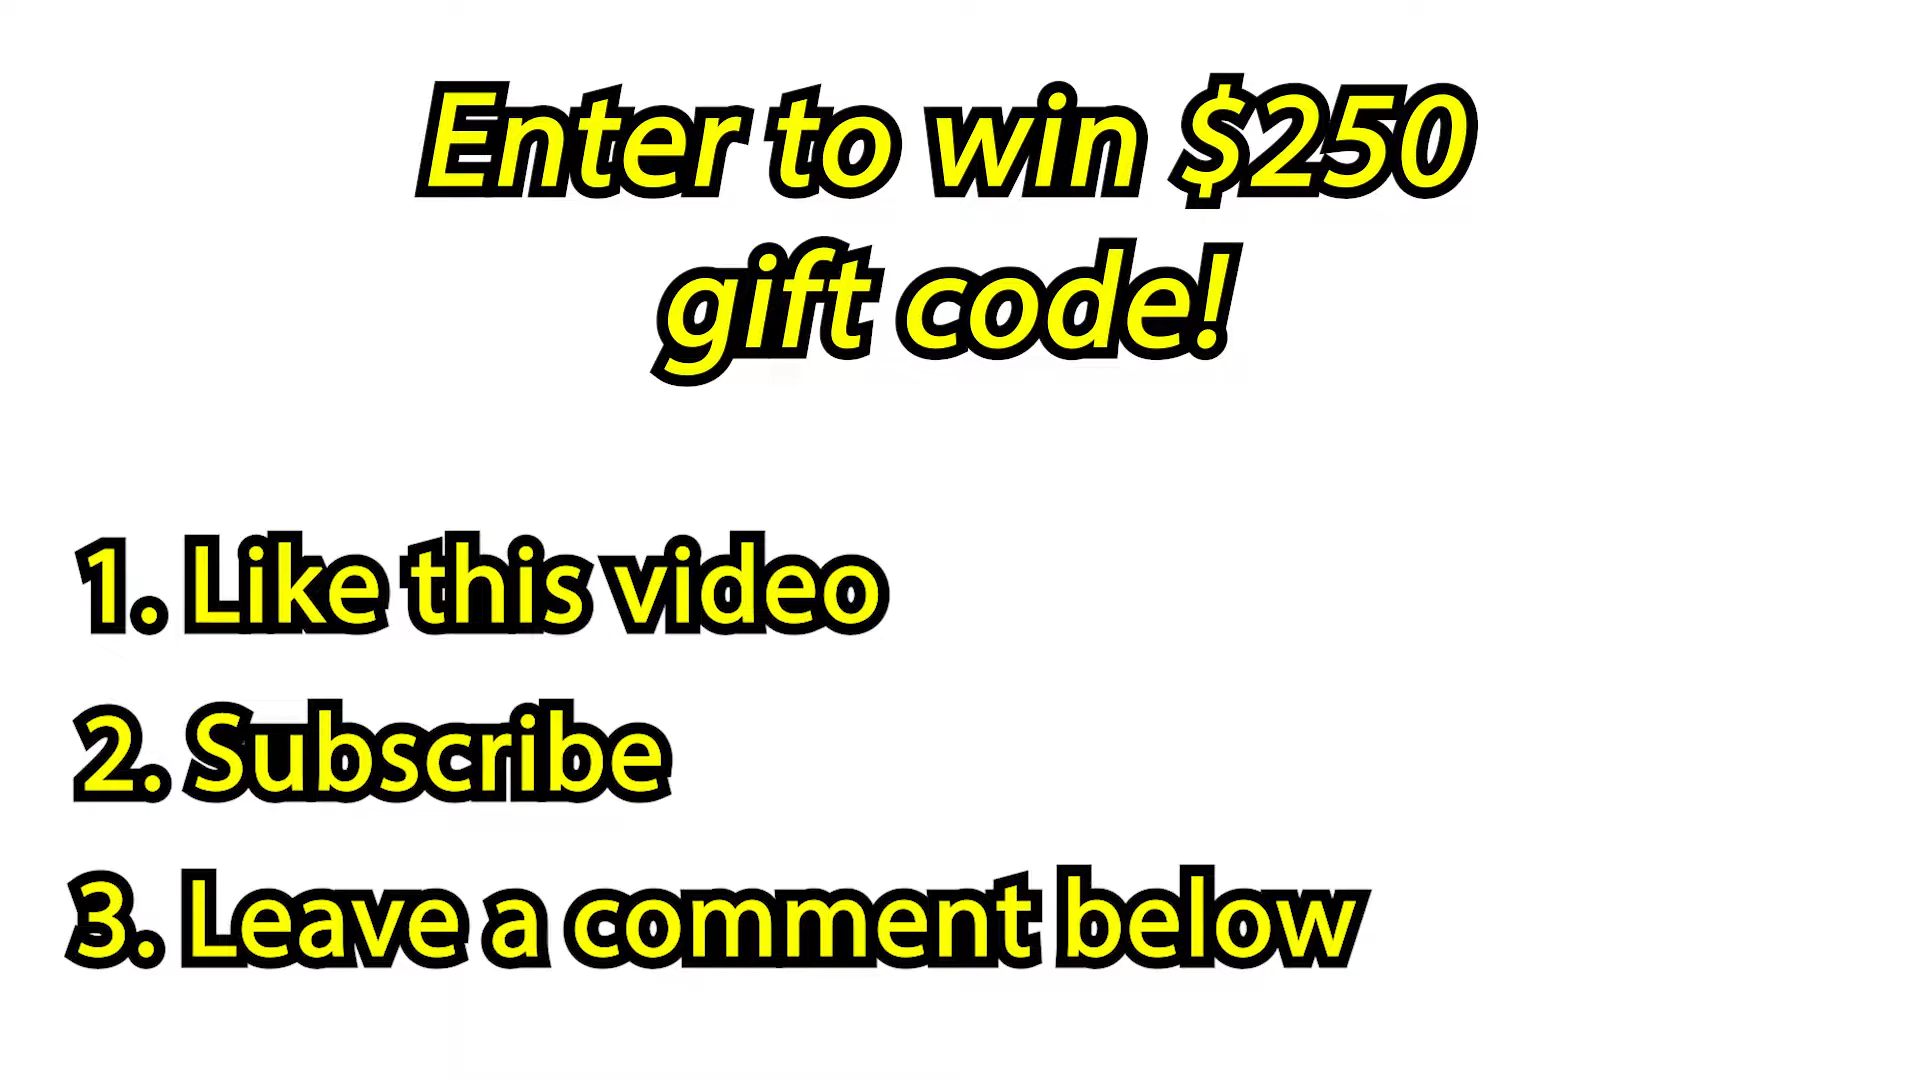 Enter to win $250
gift code!
1. Like this video
2. Subscribe
3. Leave a comment below